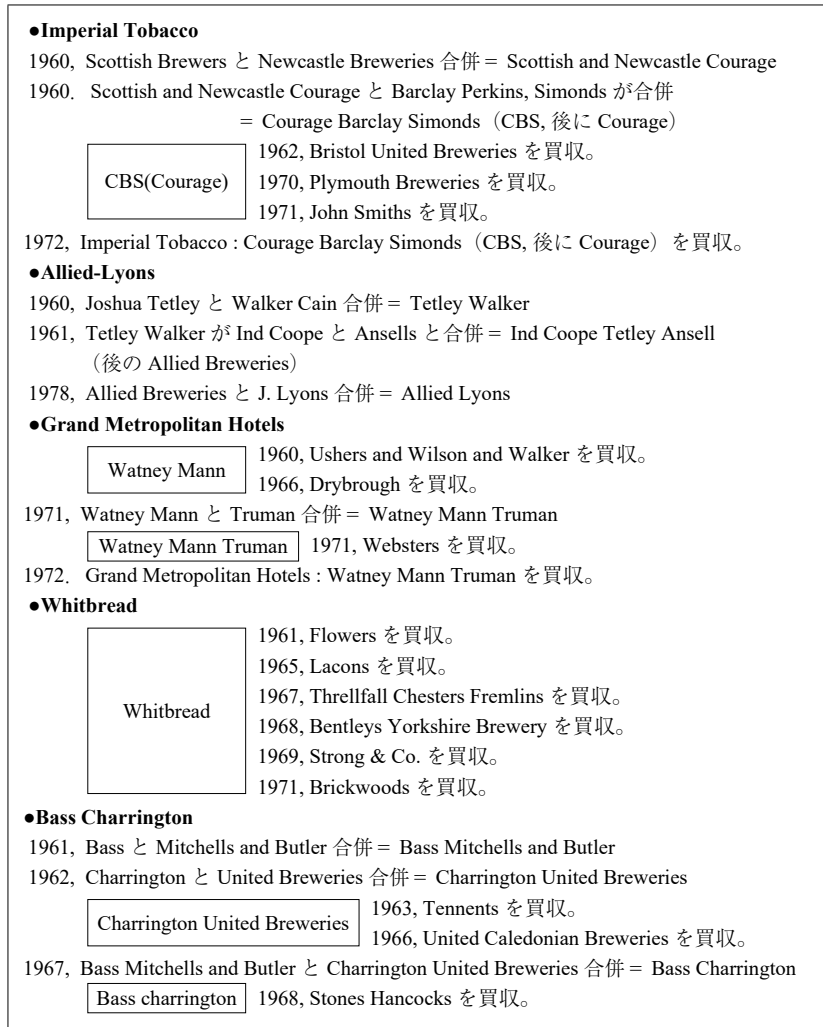 ●Imperial Tobacco
1960, Scottish Brewers と Newcastle Breweries 合併＝ Scottish and Newcastle Courage
1960. Scottish and Newcastle Courage と Barclay Perkins, Simonds が合併
＝ Courage Barclay Simonds（CBS, 後に Courage）
CBS(Courage)
1962, Bristol United Breweries を買収。
1970, Plymouth Breweries を買収。
1971, John Smiths を買収。
1972, Imperial Tobacco : Courage Barclay Simonds（CBS, 後に Courage）を買収。
●Allied-Lyons
1960, Joshua Tetley と Walker Cain 合併＝ Tetley Walker
1961, Tetley Walker が Ind Coope と Ansells と合併＝ Ind Coope Tetley Ansell
（後の Allied Breweries）
1978, Allied Breweries と J. Lyons 合併＝ Allied Lyons
●Grand Metropolitan Hotels
Watney Mann
1960, Ushers and Wilson and Walker を買収。
1966, Drybrough を買収。
1971, Watney Mann と Truman 合併＝ Watney Mann Truman
Watney Mann Truman 1971, Websters を買収。
1972. Grand Metropolitan Hotels : Watney Mann Truman を買収。
●Whitbread
Whitbread
1961, Flowers を買収。
1965, Lacons を買収。
1967, Threllfall Chesters Fremlins を買収。
1968, Bentleys Yorkshire Brewery を買収。
1969, Strong & Co. を買収。
1971, Brickwoods を買収。
●Bass Charrington
1961, Bass と Mitchells and Butler 合併＝ Bass Mitchells and Butler
1962, Charrington と United Breweries 合併＝ Charrington United Breweries
Charrington United Breweries
1963, Tennents を買収。
1966, United Caledonian Breweries を買収。
1967, Bass Mitchells and Butler と Charrington United Breweries 合併＝ Bass Charrington
Bass charrington 1968, Stones Hancocks を買収。